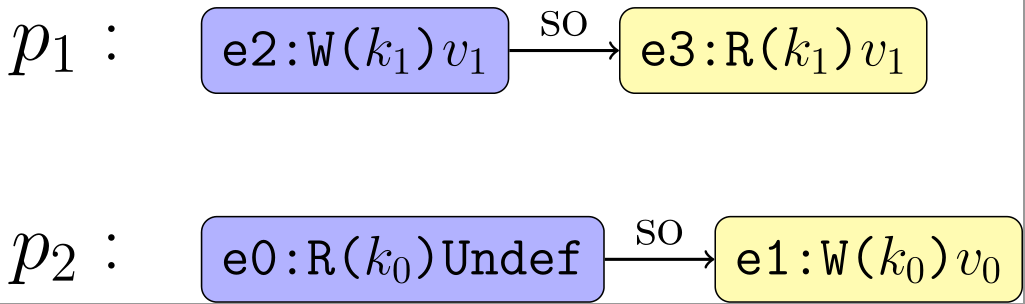 p₁ : e2:W(k₁)v₁ so e3:R(k₁)v₁
p₂ : e0:R(k₀)Undef so e1:W(k₀)v₀